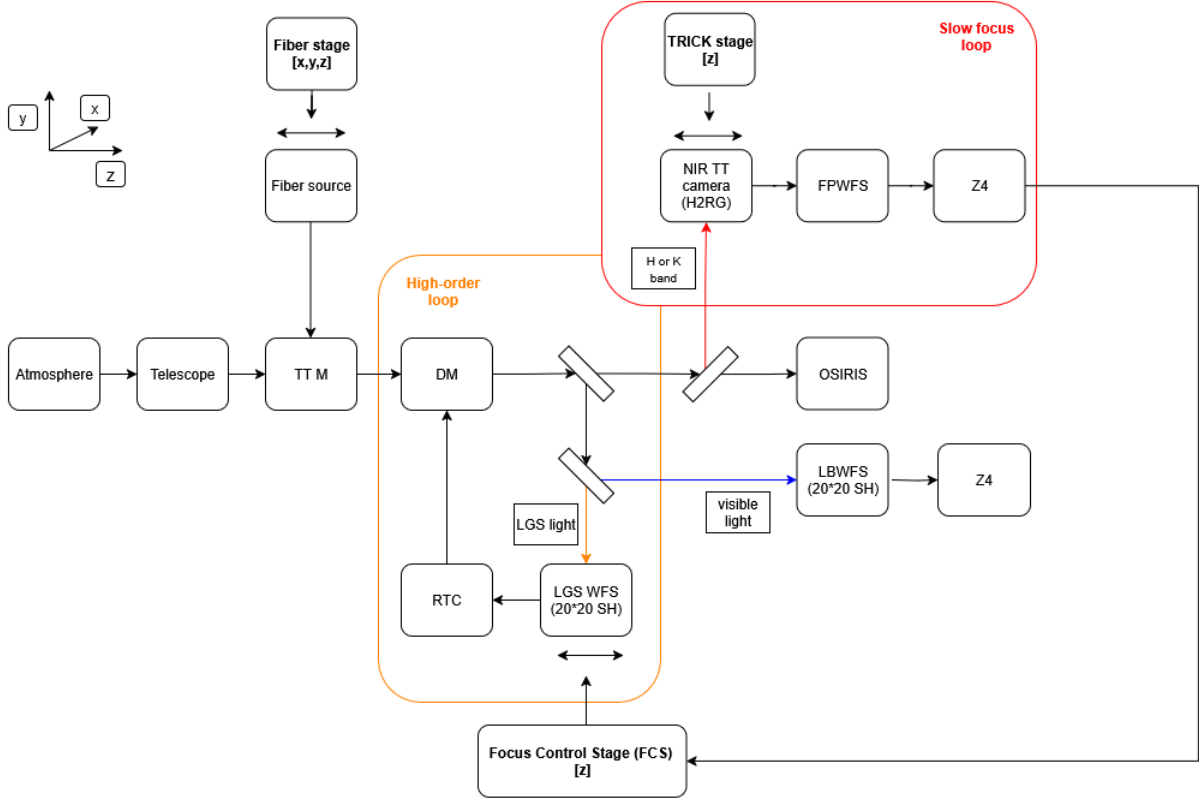 Fiber stage
[x,y,z]
TRICK stage
[z]
Slow focus
loop
y
x
z
Fiber source
NIR TT
camera
(H2RG)
FPWFS
Z4
H or K
band
High-order
loop
Atmosphere
Telescope
TT M
DM
OSIRIS
LBWFS
(20*20 SH)
Z4
visible
light
LGS light
RTC
LGS WFS
(20*20 SH)
Focus Control Stage (FCS)
[z]